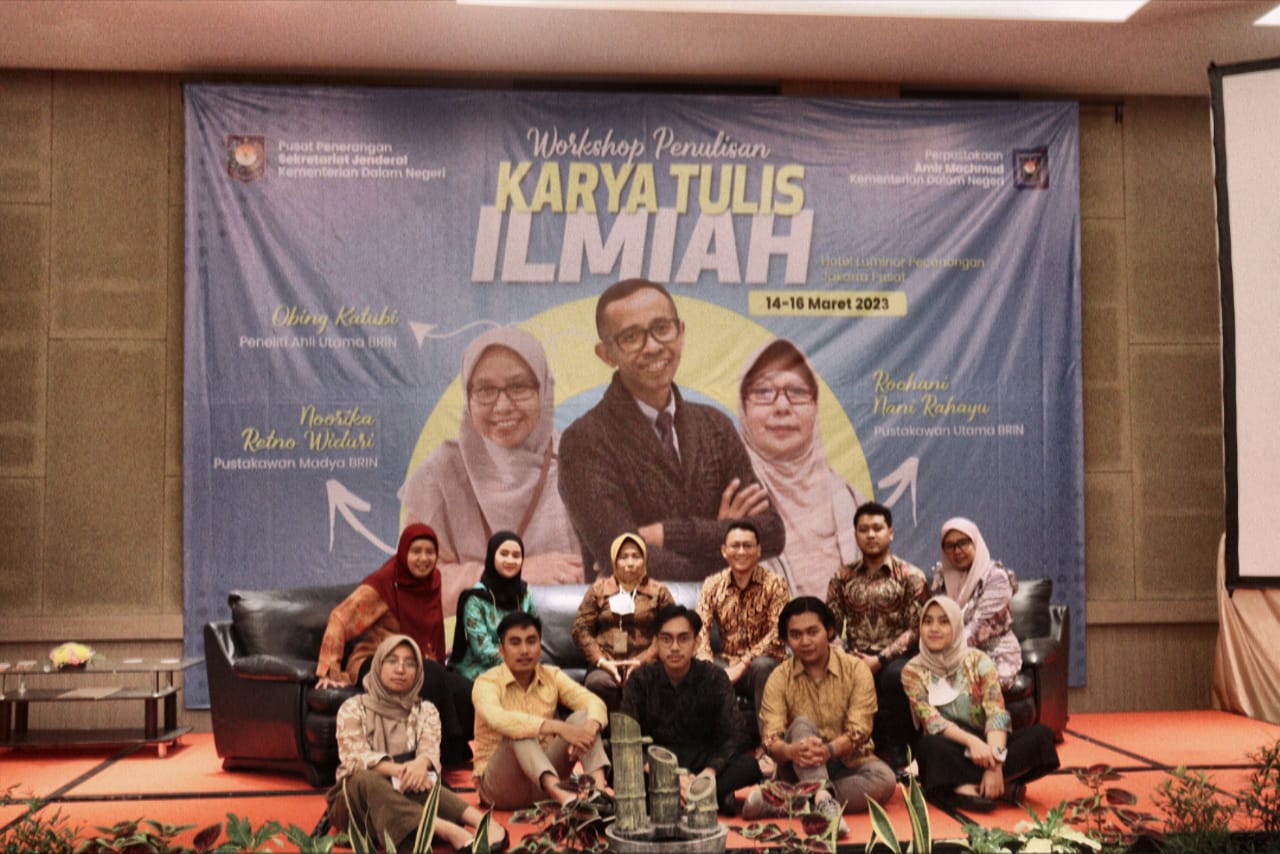 Pusat Penerangan
Sekretariat Jenderal
Kementerian Dalam Negeri
Workshop Penulisan
KARYA TULIS
ILMIAH
Perpustakaan
Amir Machmud
Kementerian Dalam Negeri
Hotel Luminor Pecenongan
Jakarta Pusat
14-16 Maret 2023
Obing Katubi
Peneliti Ahli Utama BRIN
Noorika
Retno Widuri
Pustakawan Madya BRIN
Rochani
Nani Rahayu
Pustakawan Utama BRIN